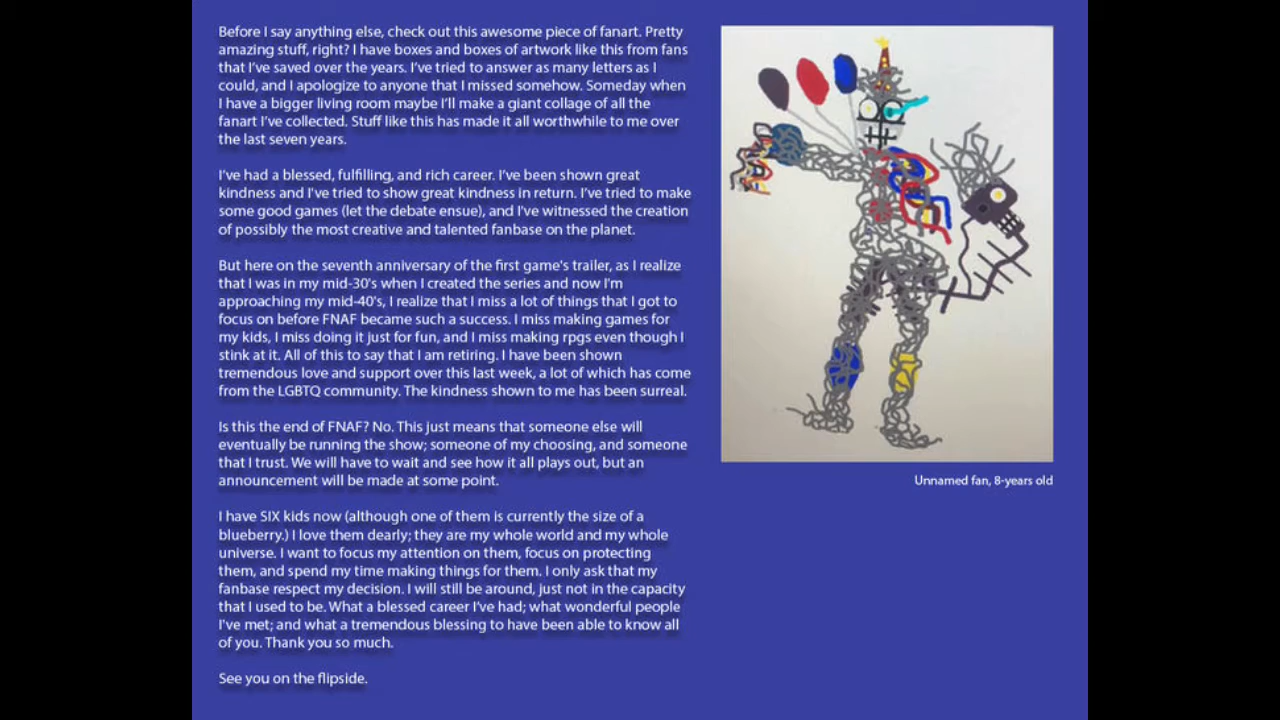 Before I say anything else, check out this awesome piece of fanart. Pretty
amazing stuff, right? I have boxes and boxes of artwork like this from fans
that I've saved over the years. I've tried to answer as many letters as I
could, and I apologize to anyone that I missed somehow. Someday when
I have a bigger living room maybe I'll make a giant collage of all the
fanart I've collected. Stuff like this has made it all worthwhile to me over
the last seven years.
I've had a blessed, fulfilling, and rich career. I've been shown great
kindness and I've tried to show great kindness in return. I've tried to make
some good games (let the debate ensue), and I've witnessed the creation
of possibly the most creative and talented fanbase on the planet.
But here on the seventh anniversary of the first game's trailer, as I realize
that I was in my mid-30's when I created the series and now I'm
approaching my mid-40's, I realize that I miss a lot of things that I got to
focus on before FNAF became such a success. I miss making games for
my kids, I miss doing it just for fun, and I miss making rpgs even though I
stink at it. All of this to say that I am retiring. I have been shown
tremendous love and support over this last week, a lot of which has come
from the LGBTQ community. The kindness shown to me has been surreal.
Is this the end of FNAF? No. This just means that someone else will
eventually be running the show; someone of my choosing, and someone
that I trust. We will have to wait and see how it all plays out, but an
announcement will be made at some point.
I have SIX kids now (although one of them is currently the size of a
blueberry.) I love them dearly; they are my whole world and my whole
universe. I want to focus my attention on them, focus on protecting
them, and spend my time making things for them. I only ask that my
fanbase respect my decision. I will still be around, just not in the capacity
that I used to be. What a blessed career I've had; what wonderful people
I've met; and what a tremendous blessing to have been able to know all
of you. Thank you so much.
See you on the flipside.
Unnamed fan, 8-years old